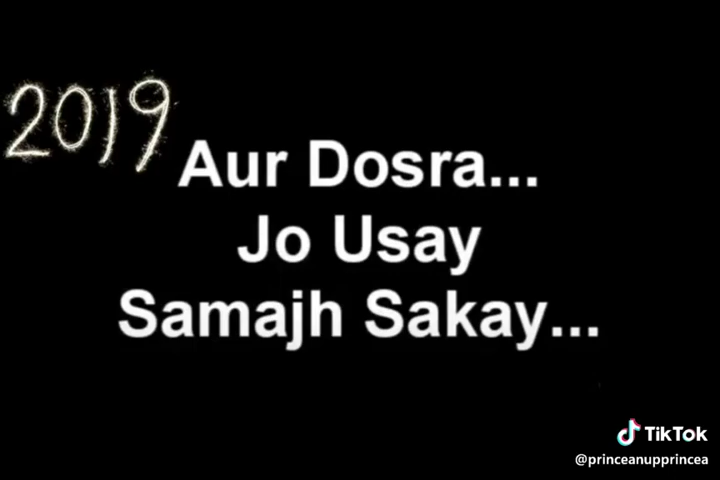 2019
Aur Dosra...
Jo Usay
Samajh Sakay...
TikTok
@princeanupprincea